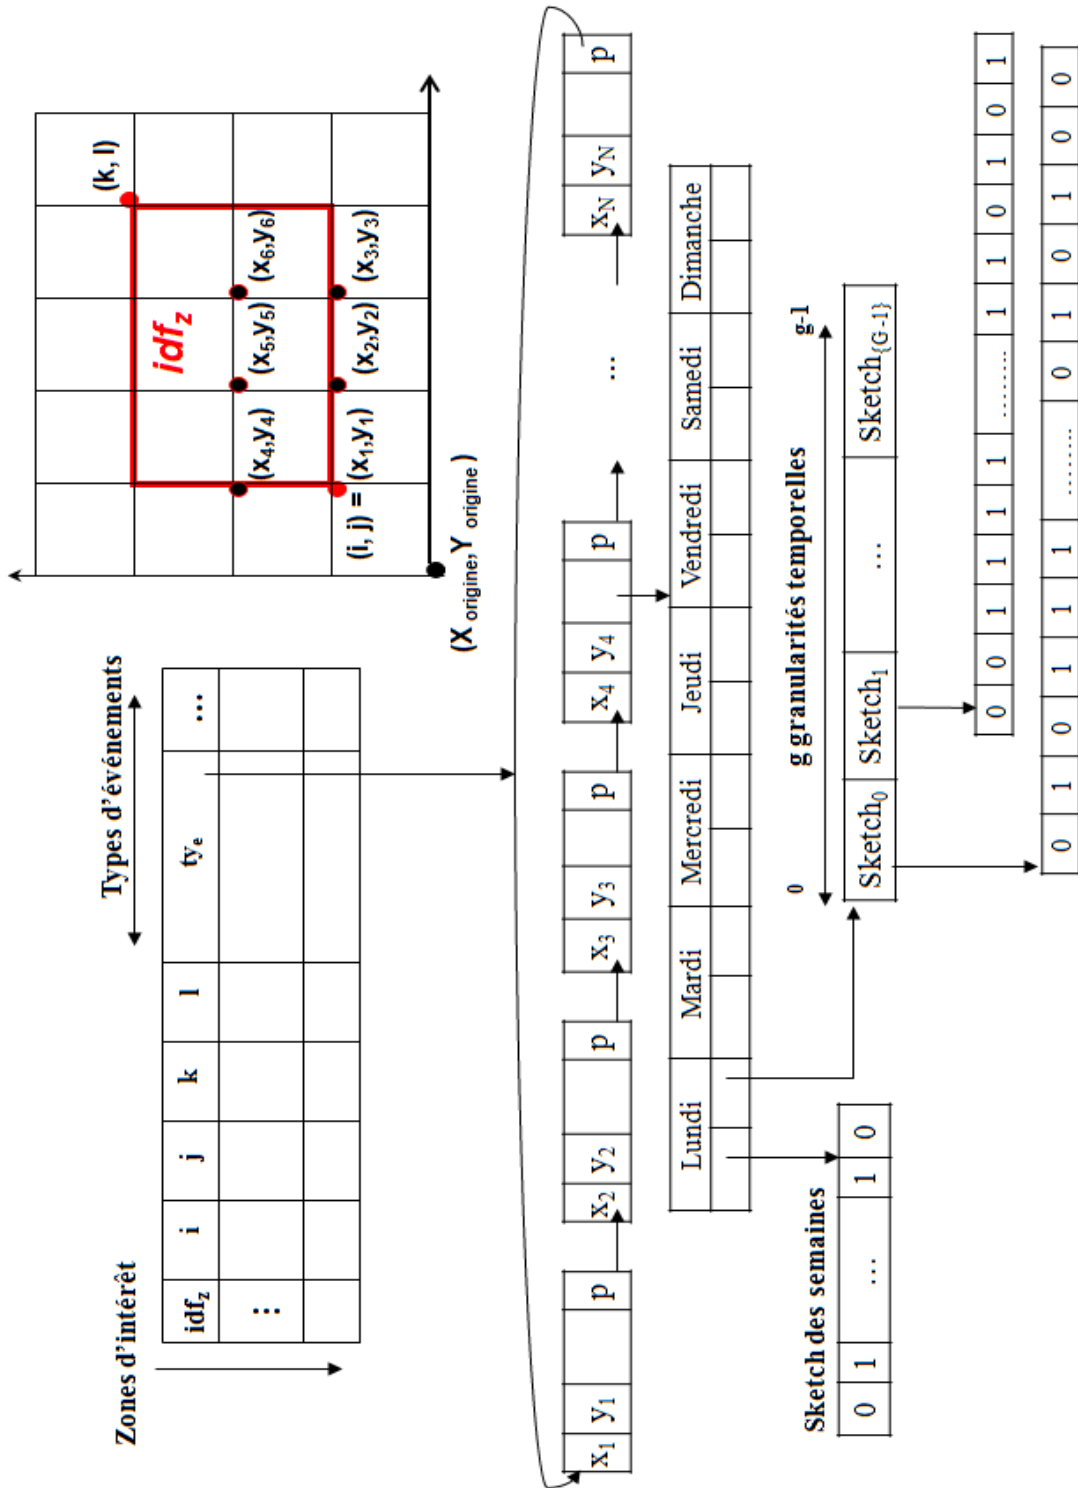 Zones d'intérêt
Types d'événements
idf_z i j k l ty_e ...
⋮
(k, l)
idf_z
(x₄,y₄) (x₅,y₅) (x₆,y₆)
(i, j) = (x₁,y₁) (x₂,y₂) (x₃,y₃)
(X origine, Y origine)
x₁ y₁ p
x₂ y₂ p
x₃ y₃ p
x₄ y₄ p
...
x_N y_N p
Lundi Mardi Mercredi Jeudi Vendredi Samedi Dimanche
Sketch des semaines
0 1 ... 1 0
0 g granularités temporelles g-1
Sketch₀ Sketch₁ ... Sketch_{G-1}
0 0 1 1 1 1 ........ 1 1 0 1 0 1
0 1 0 1 1 1 ........ 0 1 0 1 0 0